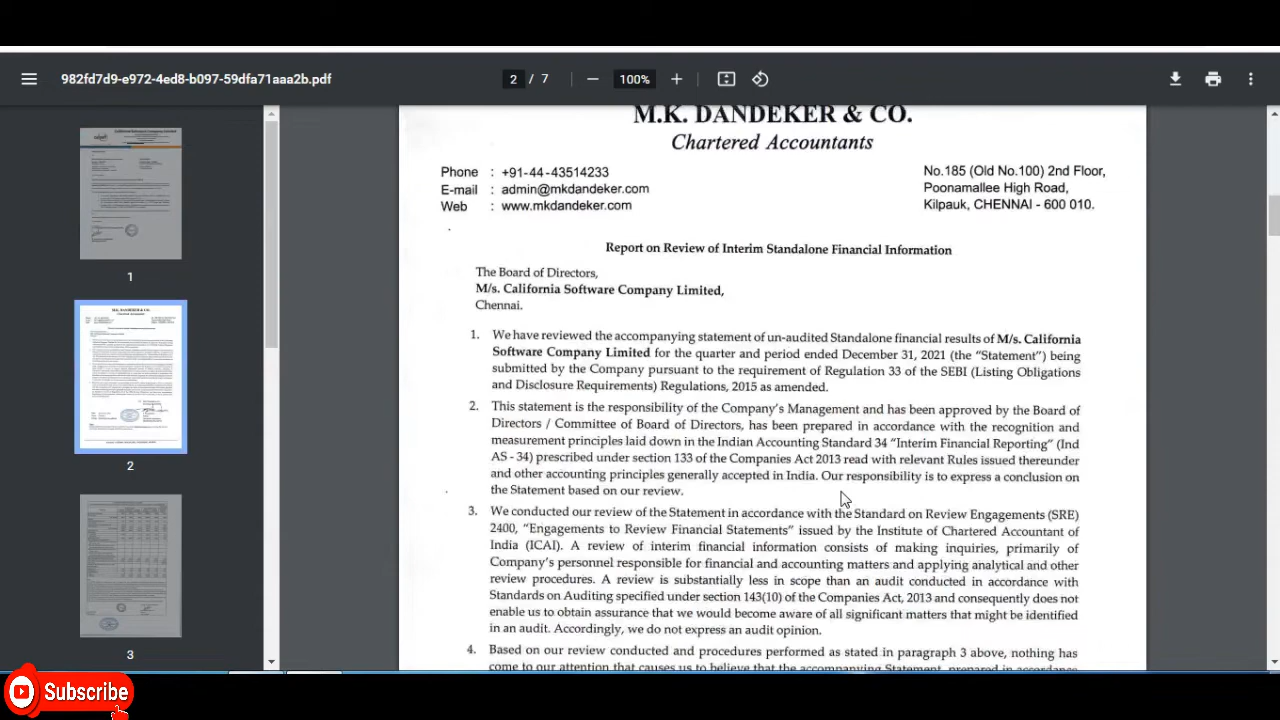 982fd7d9-e972-4ed8-b097-59dfa71aaa2b.pdf
2 / 7
100%
1
2
3
M.K. DANDEKER & CO.
Chartered Accountants
Phone : +91-44-43514233
E-mail : admin@mkdandeker.com
Web : www.mkdandeker.com
No.185 (Old No.100) 2nd Floor,
Poonamallee High Road,
Kilpauk, CHENNAI - 600 010.
Report on Review of Interim Standalone Financial Information
The Board of Directors,
M/s. California Software Company Limited,
Chennai.
1. We have reviewed the accompanying statement of un-audited Standalone financial results of M/s. California
Software Company Limited for the quarter and period ended December 31, 2021 (the "Statement") being
submitted by the Company pursuant to the requirement of Regulation 33 of the SEBI (Listing Obligations
and Disclosure Requirements) Regulations, 2015 as amended.
2. This statement is the responsibility of the Company's Management and has been approved by the Board of
Directors / Committee of Board of Directors, has been prepared in accordance with the recognition and
measurement principles laid down in the Indian Accounting Standard 34 "Interim Financial Reporting" (Ind
AS - 34) prescribed under section 133 of the Companies Act 2013 read with relevant Rules issued thereunder
and other accounting principles generally accepted in India. Our responsibility is to express a conclusion on
the Statement based on our review.
3. We conducted our review of the Statement in accordance with the Standard on Review Engagements (SRE)
2400, "Engagements to Review Financial Statements" issued by the Institute of Chartered Accountant of
India (ICAI). A review of interim financial information consists of making inquiries, primarily of
Company's personnel responsible for financial and accounting matters and applying analytical and other
review procedures. A review is substantially less in scope than an audit conducted in accordance with
Standards on Auditing specified under section 143(10) of the Companies Act, 2013 and consequently does not
enable us to obtain assurance that we would become aware of all significant matters that might be identified
in an audit. Accordingly, we do not express an audit opinion.
4. Based on our review conducted and procedures performed as stated in paragraph 3 above, nothing has
come to our attention that causes us to believe that the accompanying Statement, prepared in accordance
Subscribe